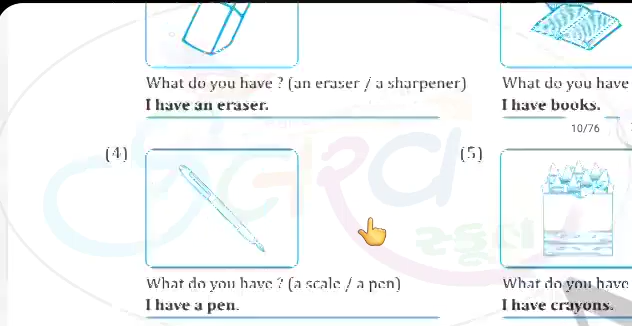 What do you have ? (an eraser / a sharpener)
I have an eraser.
What do you have
I have books.
10/76
(4)
(5)
What do you have ? (a scale / a pen)
I have a pen.
What do you have
I have crayons.